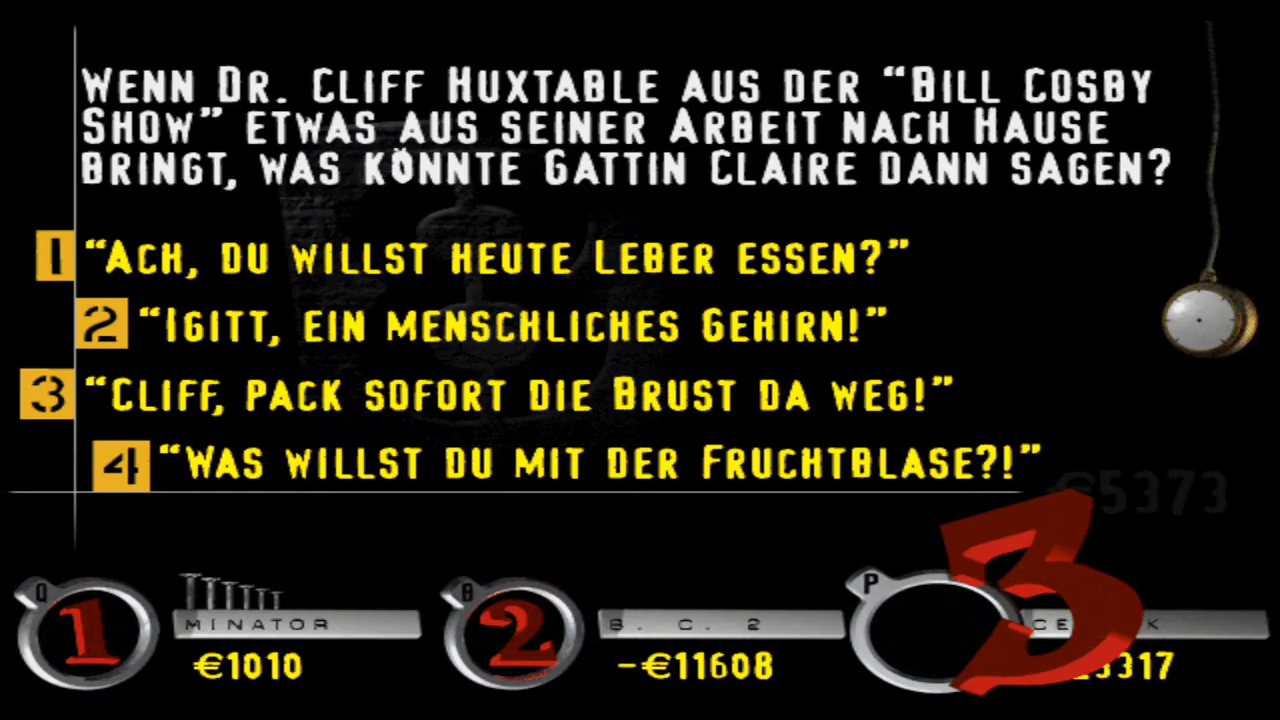 Wenn Dr. Cliff Huxtable aus der “Bill Cosby
Show” etwas aus seiner Arbeit nach Hause
bringt, was könnte Gattin Claire dann sagen?
1 “Ach, du willst heute Leber essen?”
2 “Igitt, ein menschliches Gehirn!”
3 “Cliff, pack sofort die Brust da weg!”
4 “Was willst du mit der Fruchtblase?!”
€5373
Q B P
1 MINATOR 2 B. C. 2 3
€1010 -€11608